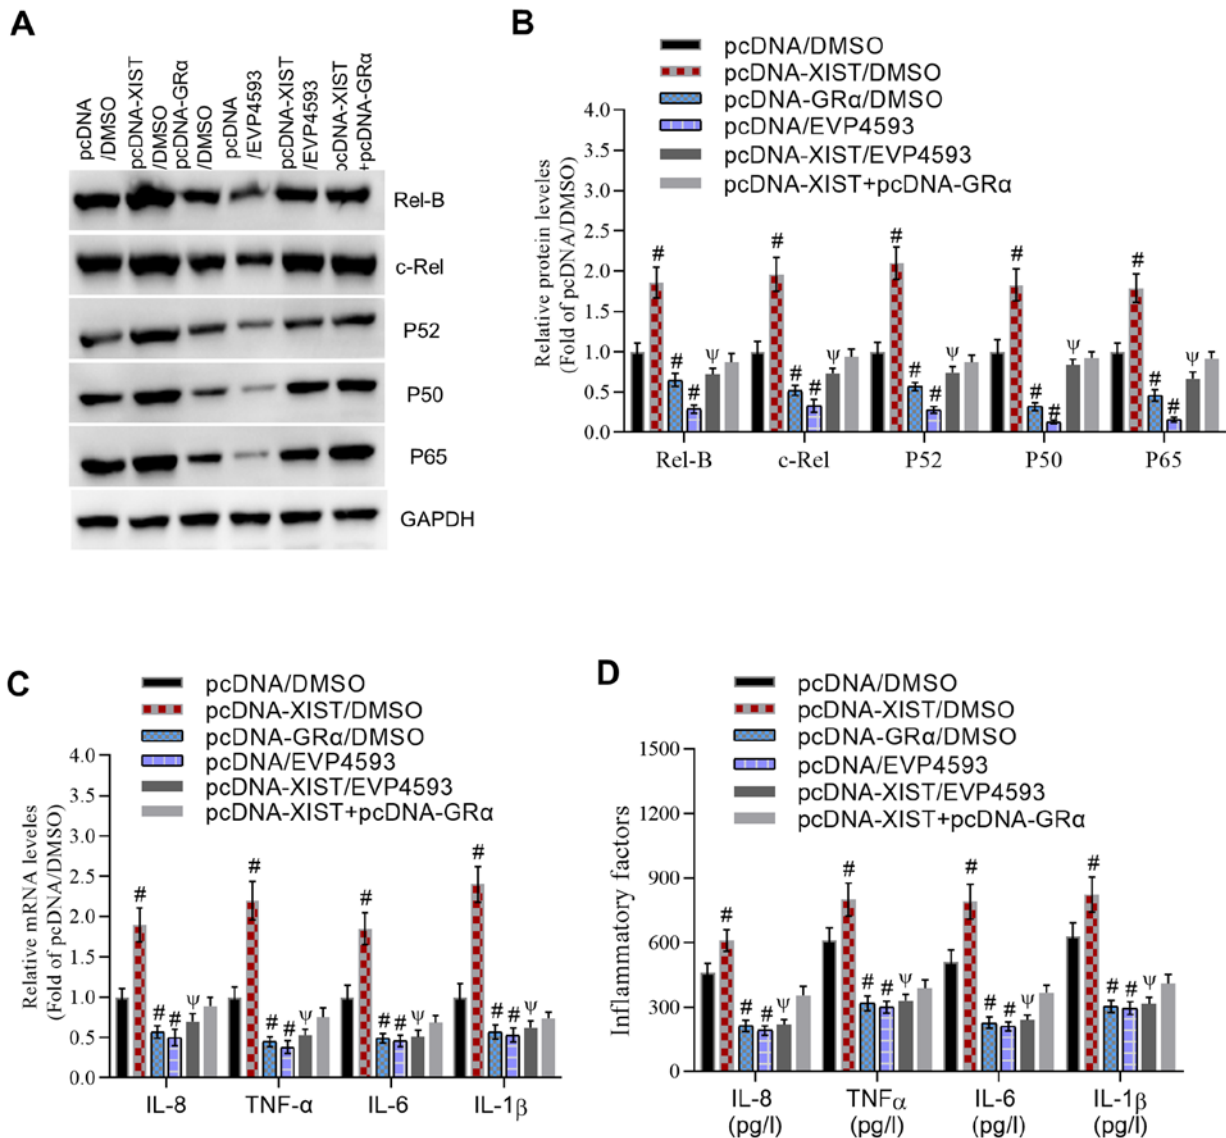 A
pcDNA
/DMSO
pcDNA-XIST
/DMSO
pcDNA-GRα
/DMSO
pcDNA
/EVP4593
pcDNA-XIST
/EVP4593
pcDNA-XIST
+pcDNA-GRα
Rel-B
c-Rel
P52
P50
P65
GAPDH
B
pcDNA/DMSO
pcDNA-XIST/DMSO
pcDNA-GRα/DMSO
pcDNA/EVP4593
pcDNA-XIST/EVP4593
pcDNA-XIST+pcDNA-GRα
Relative protein leveles
(Fold of pcDNA/DMSO)
4.0
3.5
3.0
2.5
2.0
1.5
1.0
0.5
0.0
# # # Ψ
# # # Ψ
# # # Ψ
# # # Ψ
# # # Ψ
Rel-B c-Rel P52 P50 P65
C
pcDNA/DMSO
pcDNA-XIST/DMSO
pcDNA-GRα/DMSO
pcDNA/EVP4593
pcDNA-XIST/EVP4593
pcDNA-XIST+pcDNA-GRα
Relative mRNA leveles
(Fold of pcDNA/DMSO)
4.0
3.5
3.0
2.5
2.0
1.5
1.0
0.5
0.0
# # # Ψ
# # # Ψ
# # # Ψ
# # # Ψ
IL-8 TNF-α IL-6 IL-1β
D
pcDNA/DMSO
pcDNA-XIST/DMSO
pcDNA-GRα/DMSO
pcDNA/EVP4593
pcDNA-XIST/EVP4593
pcDNA-XIST+pcDNA-GRα
Inflammatory factors
1500
1200
900
600
300
0
# # # Ψ
# # # Ψ
# # # Ψ
# # # Ψ
IL-8 TNFα IL-6 IL-1β
(pg/l) (pg/l) (pg/l) (pg/l)